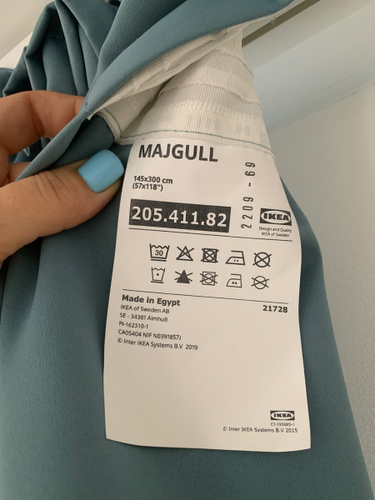 MAJGULL
145x300 cm
(57x118")
205.411.82
2209 - 69
IKEA
Design and Quality
IKEA of Sweden
30
Made in Egypt
21728
IKEA of Sweden AB
SE - 34381 Älmhult
PI-162310-1
CA05404 NIF N0391857J
© Inter IKEA Systems B.V 2019
IKEA
© Inter IKEA Systems B.V 2015